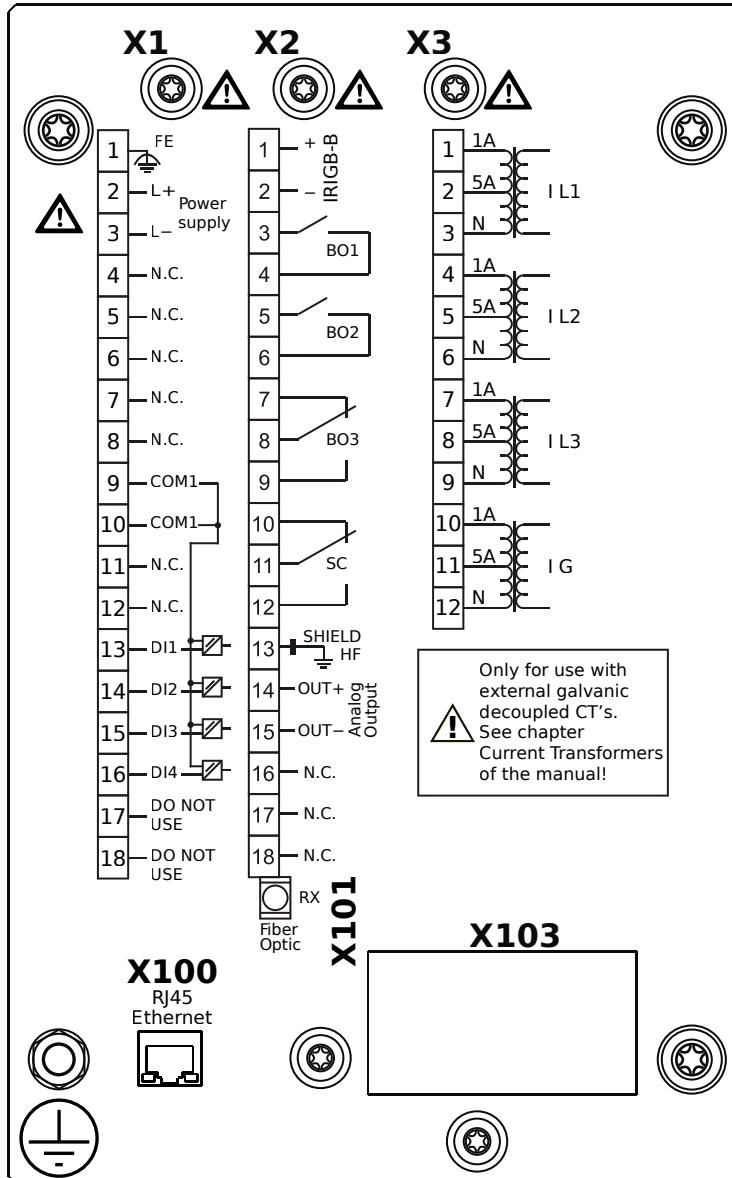 X1
1 FE
2 L+ Power
supply
3 L−
4 N.C.
5 N.C.
6 N.C.
7 N.C.
8 N.C.
9 COM1
10 COM1
11 N.C.
12 N.C.
13 DI1
14 DI2
15 DI3
16 DI4
17 DO NOT
USE
18 DO NOT
USE
X2
1 +
IRIGB-B
2 −
3
BO1
4
5
BO2
6
7
8 BO3
9
10
11 SC
12
13 SHIELD
HF
14 OUT+
Analog
Output
15 OUT−
16 N.C.
17 N.C.
18 N.C.
RX
Fiber
Optic
X101
X3
1 1A
2 5A I L1
3 N
4 1A
5 5A I L2
6 N
7 1A
8 5A I L3
9 N
10 1A
11 5A I G
12 N
Only for use with
external galvanic
decoupled CT's.
See chapter
Current Transformers
of the manual!
X100
RJ45
Ethernet
X103